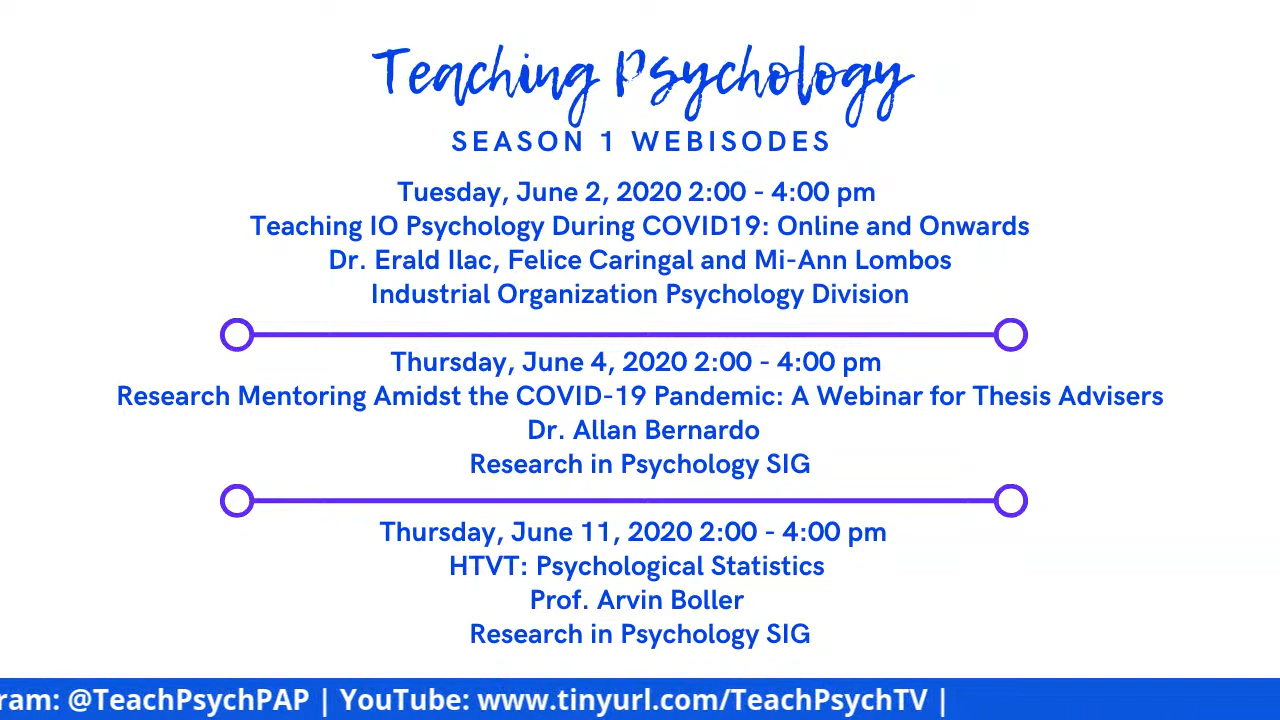 Teaching Psychology
SEASON 1 WEBISODES
Tuesday, June 2, 2020 2:00 - 4:00 pm
Teaching IO Psychology During COVID19: Online and Onwards
Dr. Erald Ilac, Felice Caringal and Mi-Ann Lombos
Industrial Organization Psychology Division
Thursday, June 4, 2020 2:00 - 4:00 pm
Research Mentoring Amidst the COVID-19 Pandemic: A Webinar for Thesis Advisers
Dr. Allan Bernardo
Research in Psychology SIG
Thursday, June 11, 2020 2:00 - 4:00 pm
HTVT: Psychological Statistics
Prof. Arvin Boller
Research in Psychology SIG
ram: @TeachPsychPAP | YouTube: www.tinyurl.com/TeachPsychTV |